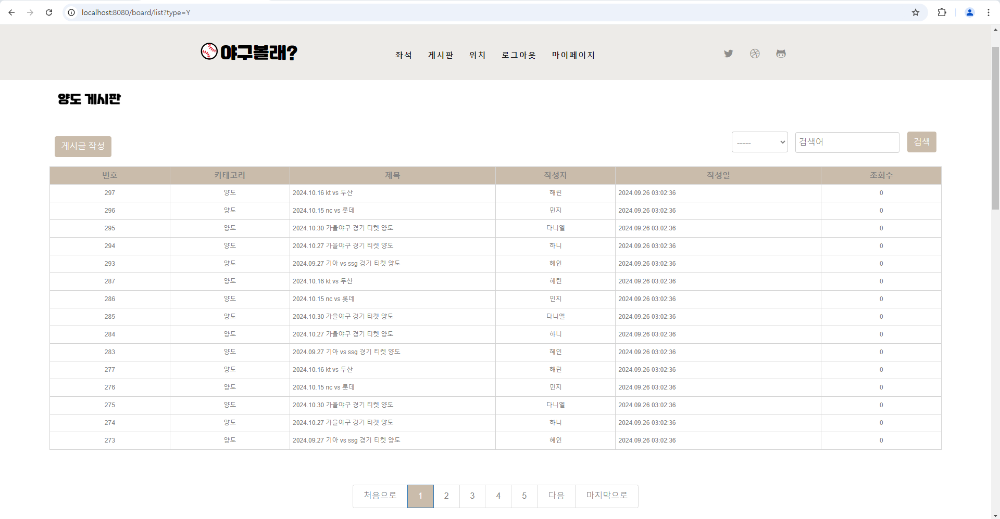 localhost:8080/board/list?type=Y
야구볼래?
좌석 게시판 위치 로그아웃 마이페이지
양도 게시판
게시글 작성 ----- 검색어 검색
번호 카테고리 제목 작성자 작성일 조회수
297 양도 2024.10.16 kt vs 두산 해린 2024.09.26 03:02:36 0
296 양도 2024.10.15 nc vs 롯데 민지 2024.09.26 03:02:36 0
295 양도 2024.10.30 가을야구 경기 티켓 양도 다니엘 2024.09.26 03:02:36 0
294 양도 2024.10.27 가을야구 경기 티켓 양도 하니 2024.09.26 03:02:36 0
293 양도 2024.09.27 기아 vs ssg 경기 티켓 양도 혜인 2024.09.26 03:02:36 0
287 양도 2024.10.16 kt vs 두산 해린 2024.09.26 03:02:36 0
286 양도 2024.10.15 nc vs 롯데 민지 2024.09.26 03:02:36 0
285 양도 2024.10.30 가을야구 경기 티켓 양도 다니엘 2024.09.26 03:02:36 0
284 양도 2024.10.27 가을야구 경기 티켓 양도 하니 2024.09.26 03:02:36 0
283 양도 2024.09.27 기아 vs ssg 경기 티켓 양도 혜인 2024.09.26 03:02:36 0
277 양도 2024.10.16 kt vs 두산 해린 2024.09.26 03:02:36 0
276 양도 2024.10.15 nc vs 롯데 민지 2024.09.26 03:02:36 0
275 양도 2024.10.30 가을야구 경기 티켓 양도 다니엘 2024.09.26 03:02:36 0
274 양도 2024.10.27 가을야구 경기 티켓 양도 하니 2024.09.26 03:02:36 0
273 양도 2024.09.27 기아 vs ssg 경기 티켓 양도 혜인 2024.09.26 03:02:36 0
처음으로 1 2 3 4 5 다음 마지막으로